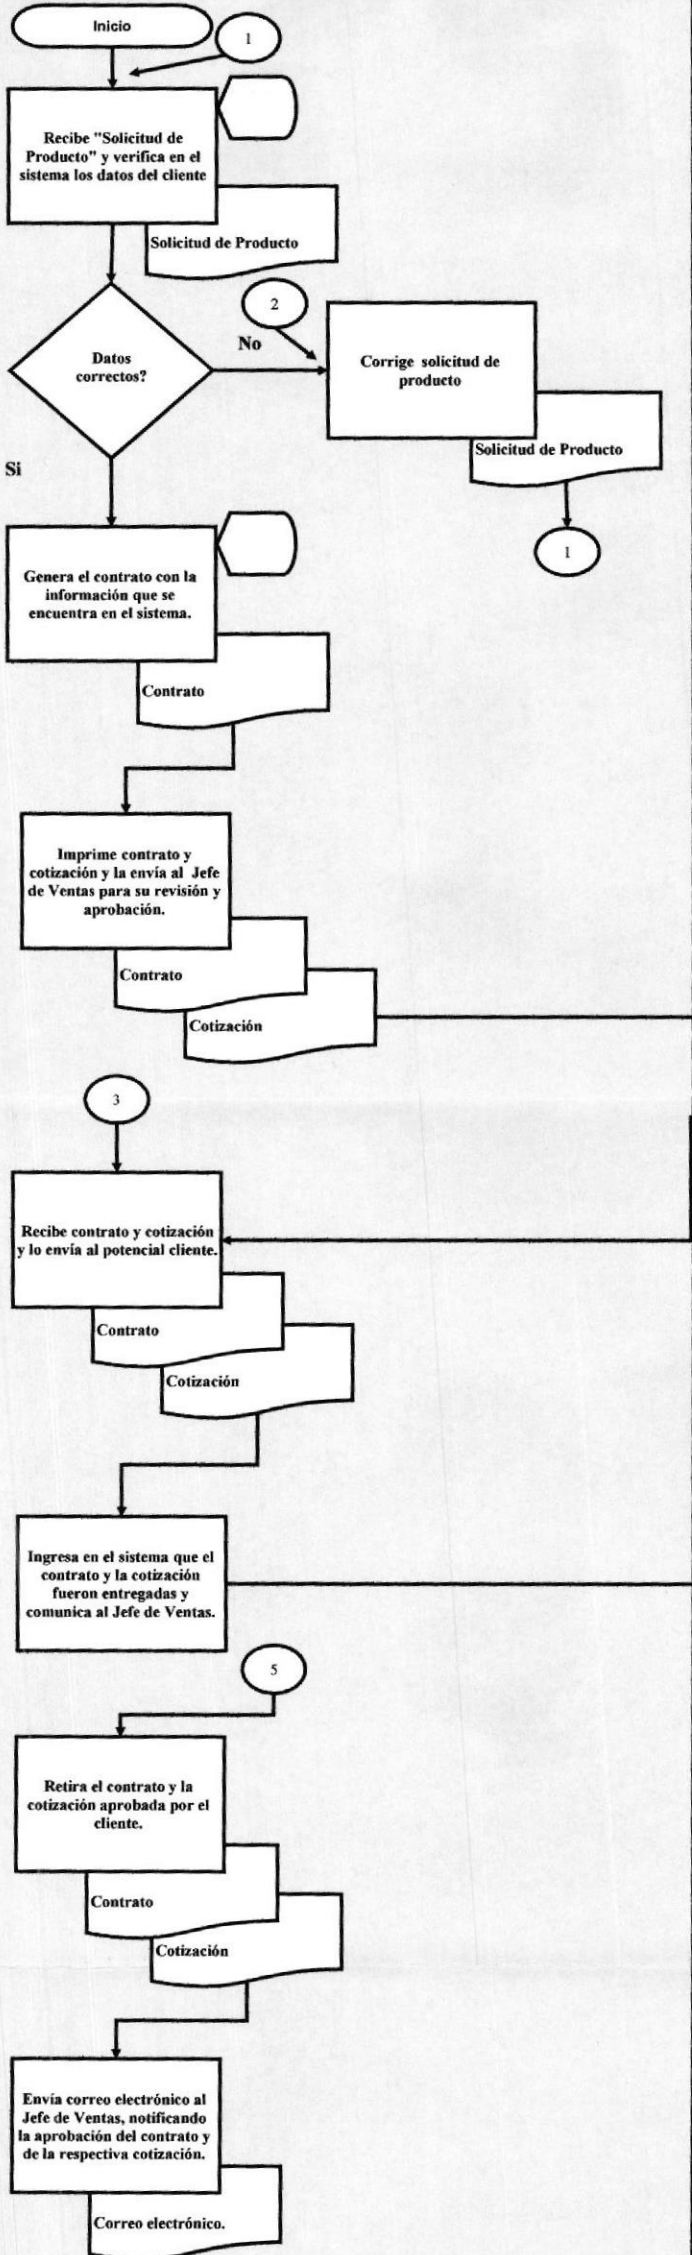 Inicio
1
Recibe "Solicitud de
Producto" y verifica en el
sistema los datos del cliente
Solicitud de Producto
2
Datos
correctos?
No
Corrige solicitud de
producto
Solicitud de Producto
Si
1
Genera el contrato con la
información que se
encuentra en el sistema.
Contrato
Imprime contrato y
cotización y la envía al Jefe
de Ventas para su revisión y
aprobación.
Contrato
Cotización
3
Recibe contrato y cotización
y lo envía al potencial cliente.
Contrato
Cotización
Ingresa en el sistema que el
contrato y la cotización
fueron entregadas y
comunica al Jefe de Ventas.
5
Retira el contrato y la
cotización aprobada por el
cliente.
Contrato
Cotización
Envía correo electrónico al
Jefe de Ventas, notificando
la aprobación del contrato y
de la respectiva cotización.
Correo electrónico.